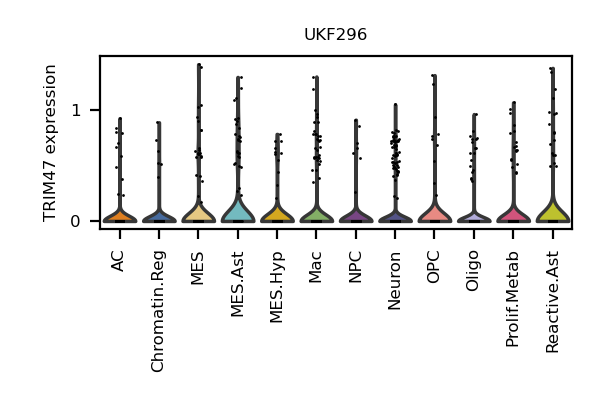 UKF296
TRIM47 expression
1
0
AC
Chromatin.Reg
MES
MES.Ast
MES.Hyp
Mac
NPC
Neuron
OPC
Oligo
Prolif.Metab
Reactive.Ast